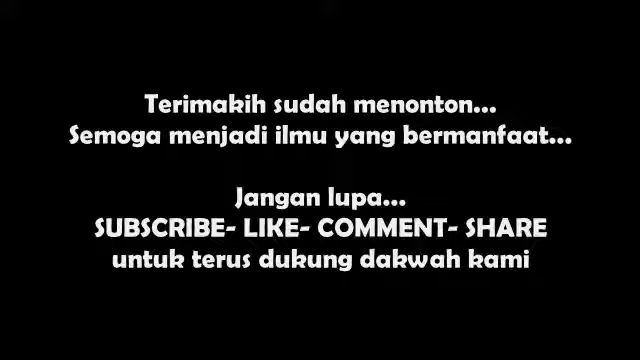 Terimakih sudah menonton...
Semoga menjadi ilmu yang bermanfaat...
Jangan lupa...
SUBSCRIBE- LIKE- COMMENT- SHARE
untuk terus dukung dakwah kami